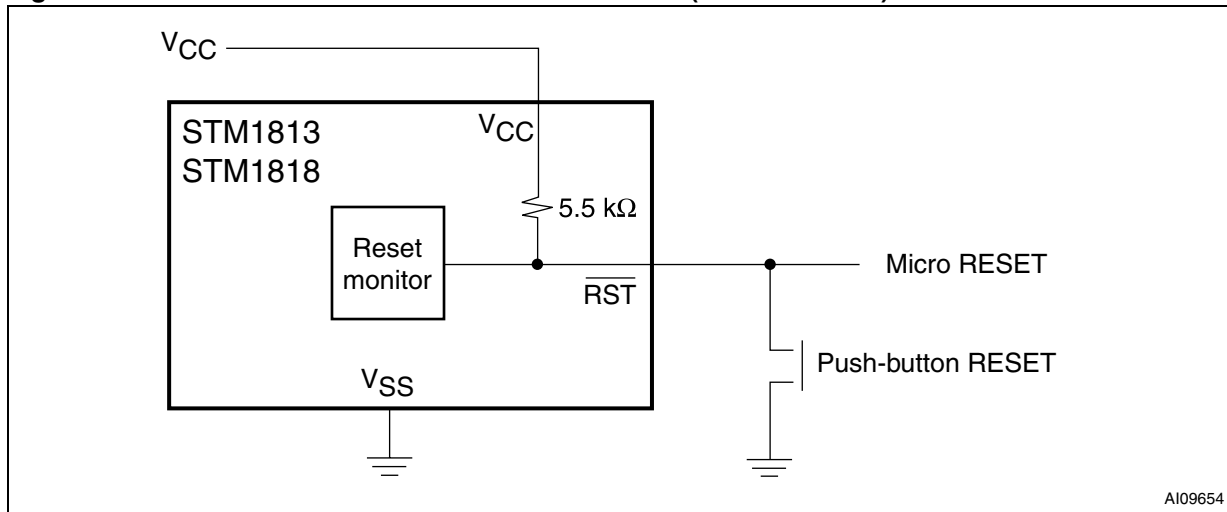 VCC
VCC
STM1813
STM1818
5.5 kΩ
Reset
monitor
RST
Micro RESET
Push-button RESET
VSS
AI09654